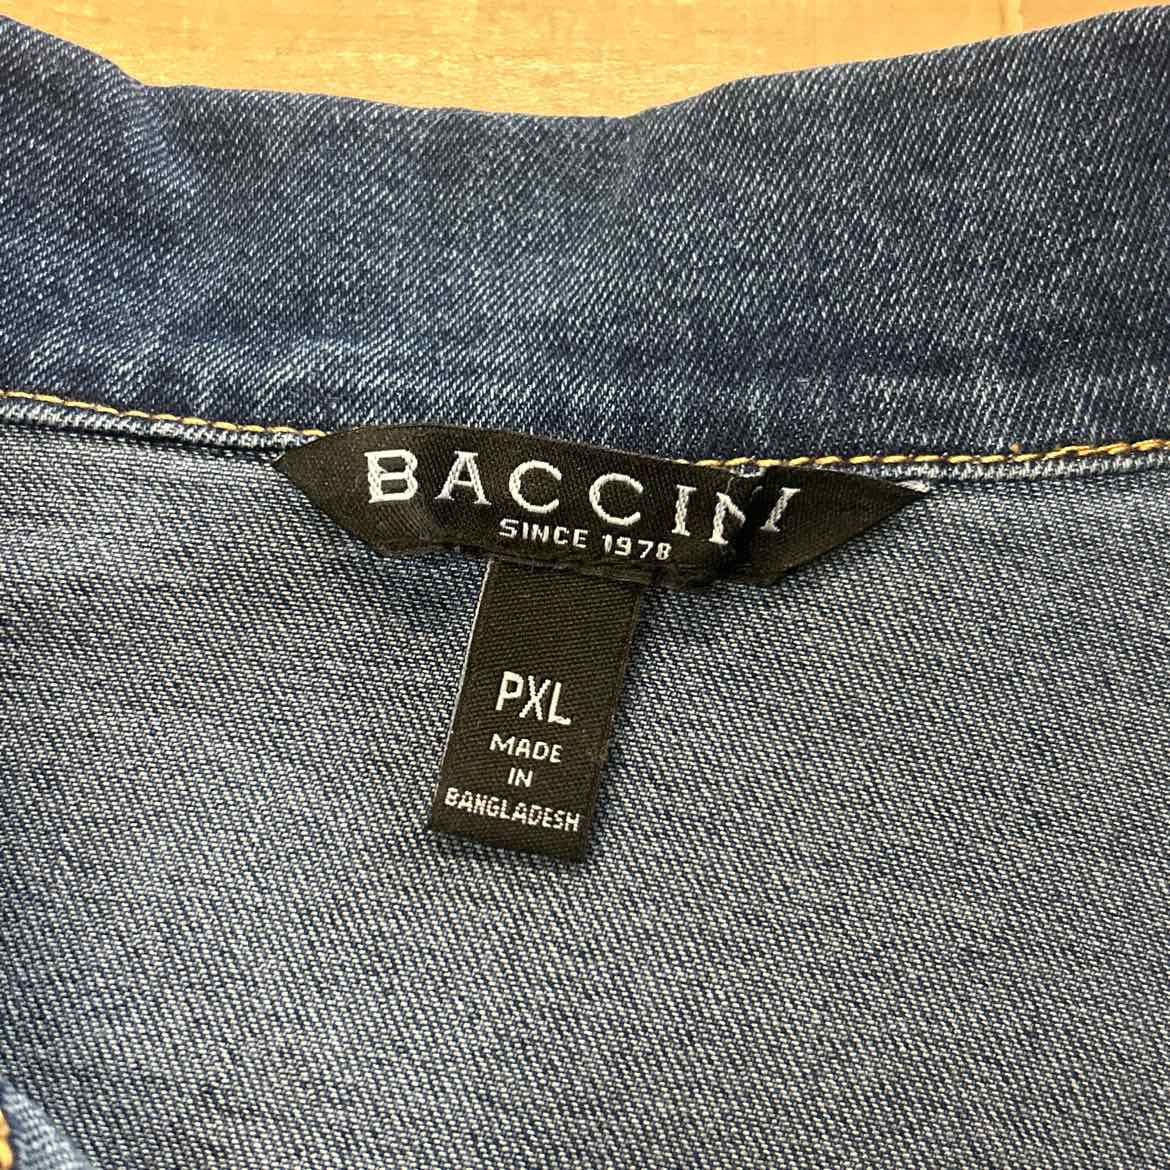 BACCINI
SINCE 1978
PXL
MADE
IN
BANGLADESH